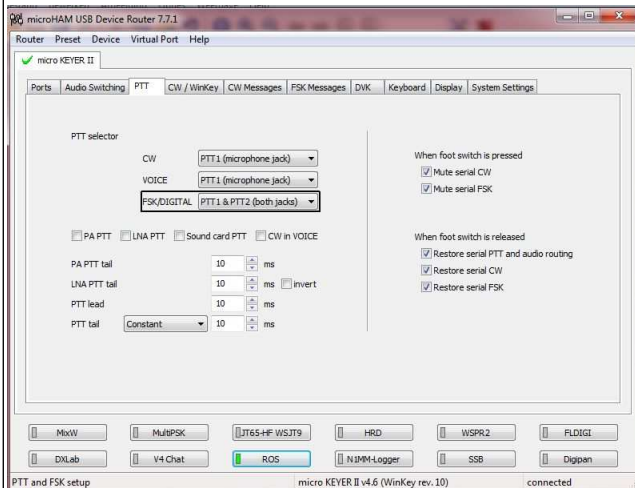 microHAM USB Device Router 7.7.1
Router Preset Device Virtual Port Help
micro KEYER II
Ports Audio Switching PTT CW / WinKey CW Messages FSK Messages DVK Keyboard Display System Settings
PTT selector
CW PTT1 (microphone jack)
VOICE PTT1 (microphone jack)
FSK/DIGITAL PTT1 & PTT2 (both jacks)
PA PTT LNA PTT Sound card PTT CW in VOICE
PA PTT tail 10 ms
LNA PTT tail 10 ms invert
PTT lead 10 ms
PTT tail Constant 10 ms
When foot switch is pressed
Mute serial CW
Mute serial FSK
When foot switch is released
Restore serial PTT and audio routing
Restore serial CW
Restore serial FSK
MixW MultiPSK JT65-HF WSJT9 HRD WSPR2 FLDIGI
DXLab V4 Chat ROS N1MM-Logger SSB Digipan
PTT and FSK setup micro KEYER II v4.6 (WinKey rev. 10) connected